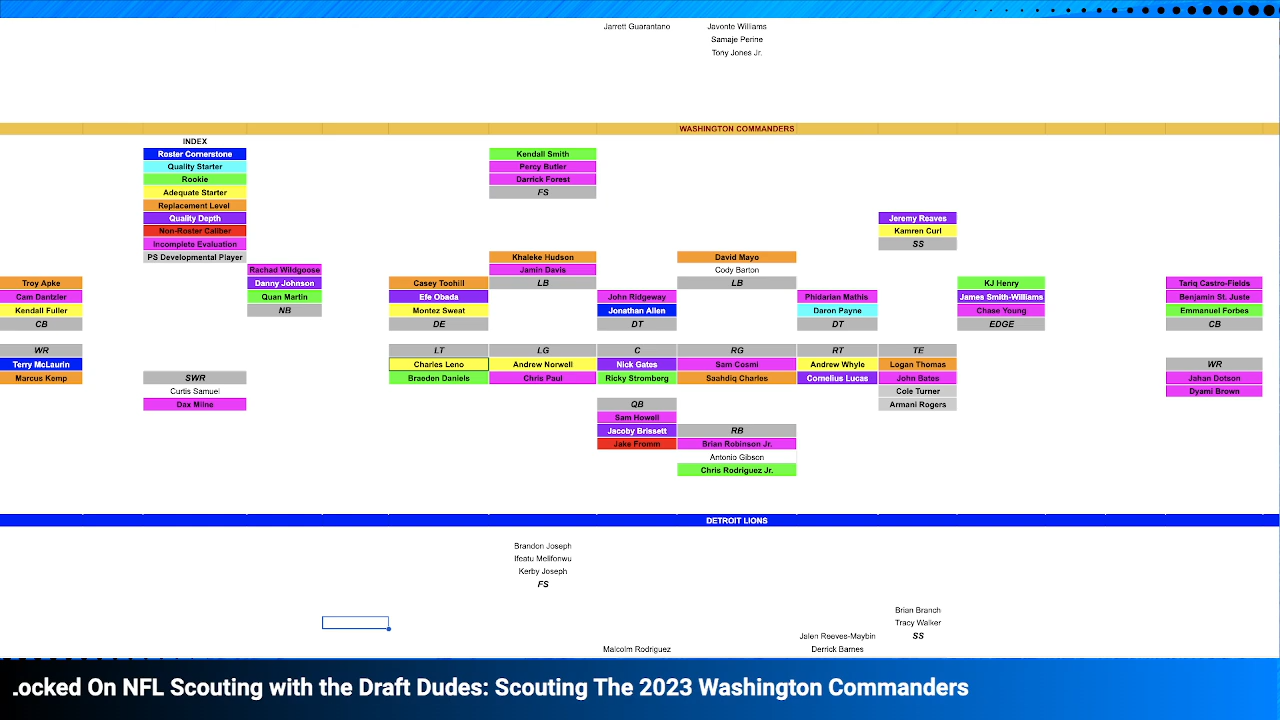 Jarrett Guarantano Javonte Williams
Samaje Perine
Tony Jones Jr.
WASHINGTON COMMANDERS
INDEX
Roster Cornerstone Kendall Smith
Quality Starter Percy Butler
Rookie Darrick Forest
Adequate Starter FS
Replacement Level
Quality Depth Jeremy Reaves
Non-Roster Caliber Kamren Curl
Incomplete Evaluation SS
PS Developmental Player Khaleke Hudson David Mayo
Rachad Wildgoose Jamin Davis Cody Barton
Troy Apke Danny Johnson Casey Toohill LB LB KJ Henry Tariq Castro-Fields
Cam Dantzler Quan Martin Efe Obada John Ridgeway Phidarian Mathis James Smith-Williams Benjamin St. Juste
Kendall Fuller NB Montez Sweat Jonathan Allen Daron Payne Chase Young Emmanuel Forbes
CB DE DT DT EDGE CB
WR LT LG C RG RT TE
Terry McLaurin Charles Leno Andrew Norwell Nick Gates Sam Cosmi Andrew Whyle Logan Thomas WR
Marcus Kemp SWR Braeden Daniels Chris Paul Ricky Stromberg Saahdiq Charles Cornelius Lucas John Bates Jahan Dotson
Curtis Samuel Cole Turner Dyami Brown
Dax Milne QB Armani Rogers
Sam Howell
Jacoby Brissett RB
Jake Fromm Brian Robinson Jr.
Antonio Gibson
Chris Rodriguez Jr.
DETROIT LIONS
Brandon Joseph
Ifeatu Melifonwu
Kerby Joseph
FS
Brian Branch
Tracy Walker
Jalen Reeves-Maybin SS
Malcolm Rodriguez Derrick Barnes
.ocked On NFL Scouting with the Draft Dudes: Scouting The 2023 Washington Commanders